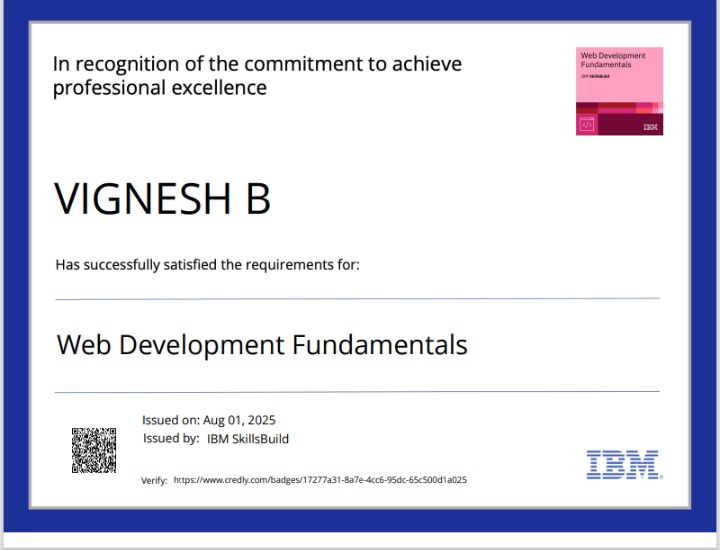 In recognition of the commitment to achieve
professional excellence
Web Development
Fundamentals
IBM SkillsBuild
</>
IBM
VIGNESH B
Has successfully satisfied the requirements for:
Web Development Fundamentals
Issued on: Aug 01, 2025
Issued by: IBM SkillsBuild
Verify: https://www.credly.com/badges/17277a31-8a7e-4cc6-95dc-65c500d1a025
IBM®